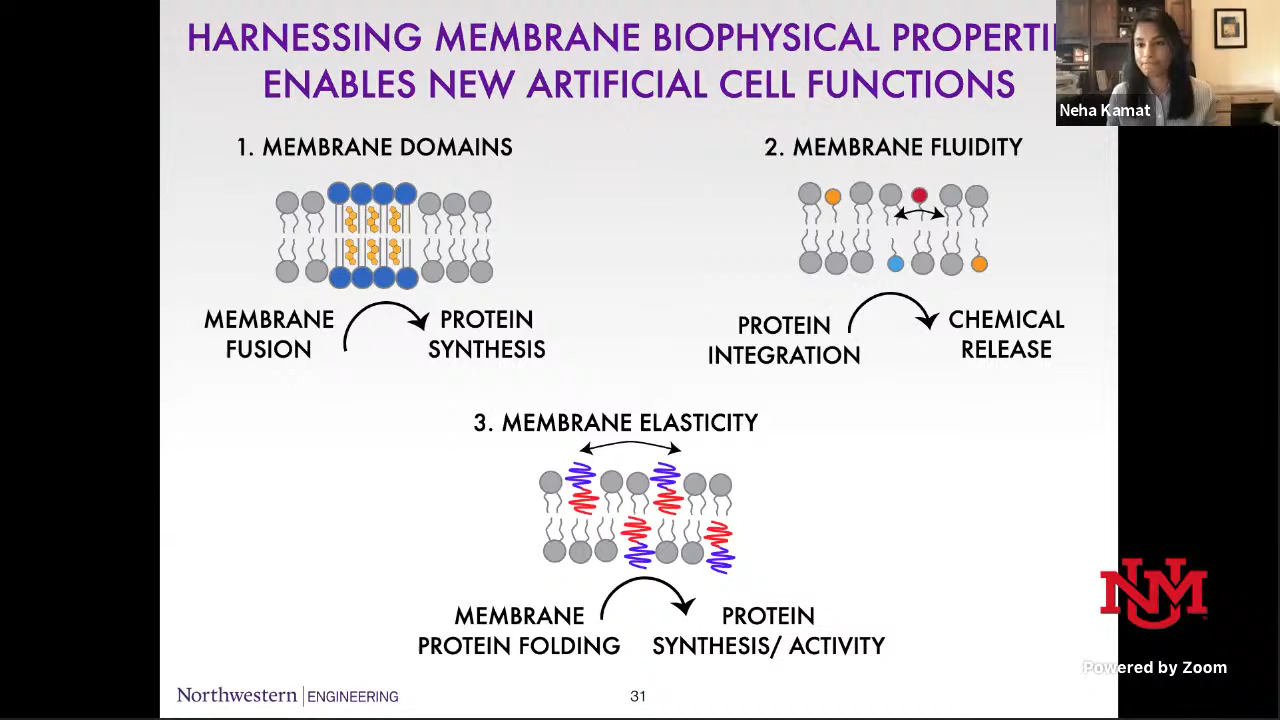 HARNESSING MEMBRANE BIOPHYSICAL PROPERTI
ENABLES NEW ARTIFICIAL CELL FUNCTIONS
Neha Kamat
1. MEMBRANE DOMAINS
2. MEMBRANE FLUIDITY
MEMBRANE
FUSION
PROTEIN
SYNTHESIS
PROTEIN
INTEGRATION
CHEMICAL
RELEASE
3. MEMBRANE ELASTICITY
MEMBRANE
PROTEIN FOLDING
PROTEIN
SYNTHESIS/ ACTIVITY
UNM
Powered by Zoom
Northwestern | ENGINEERING
31